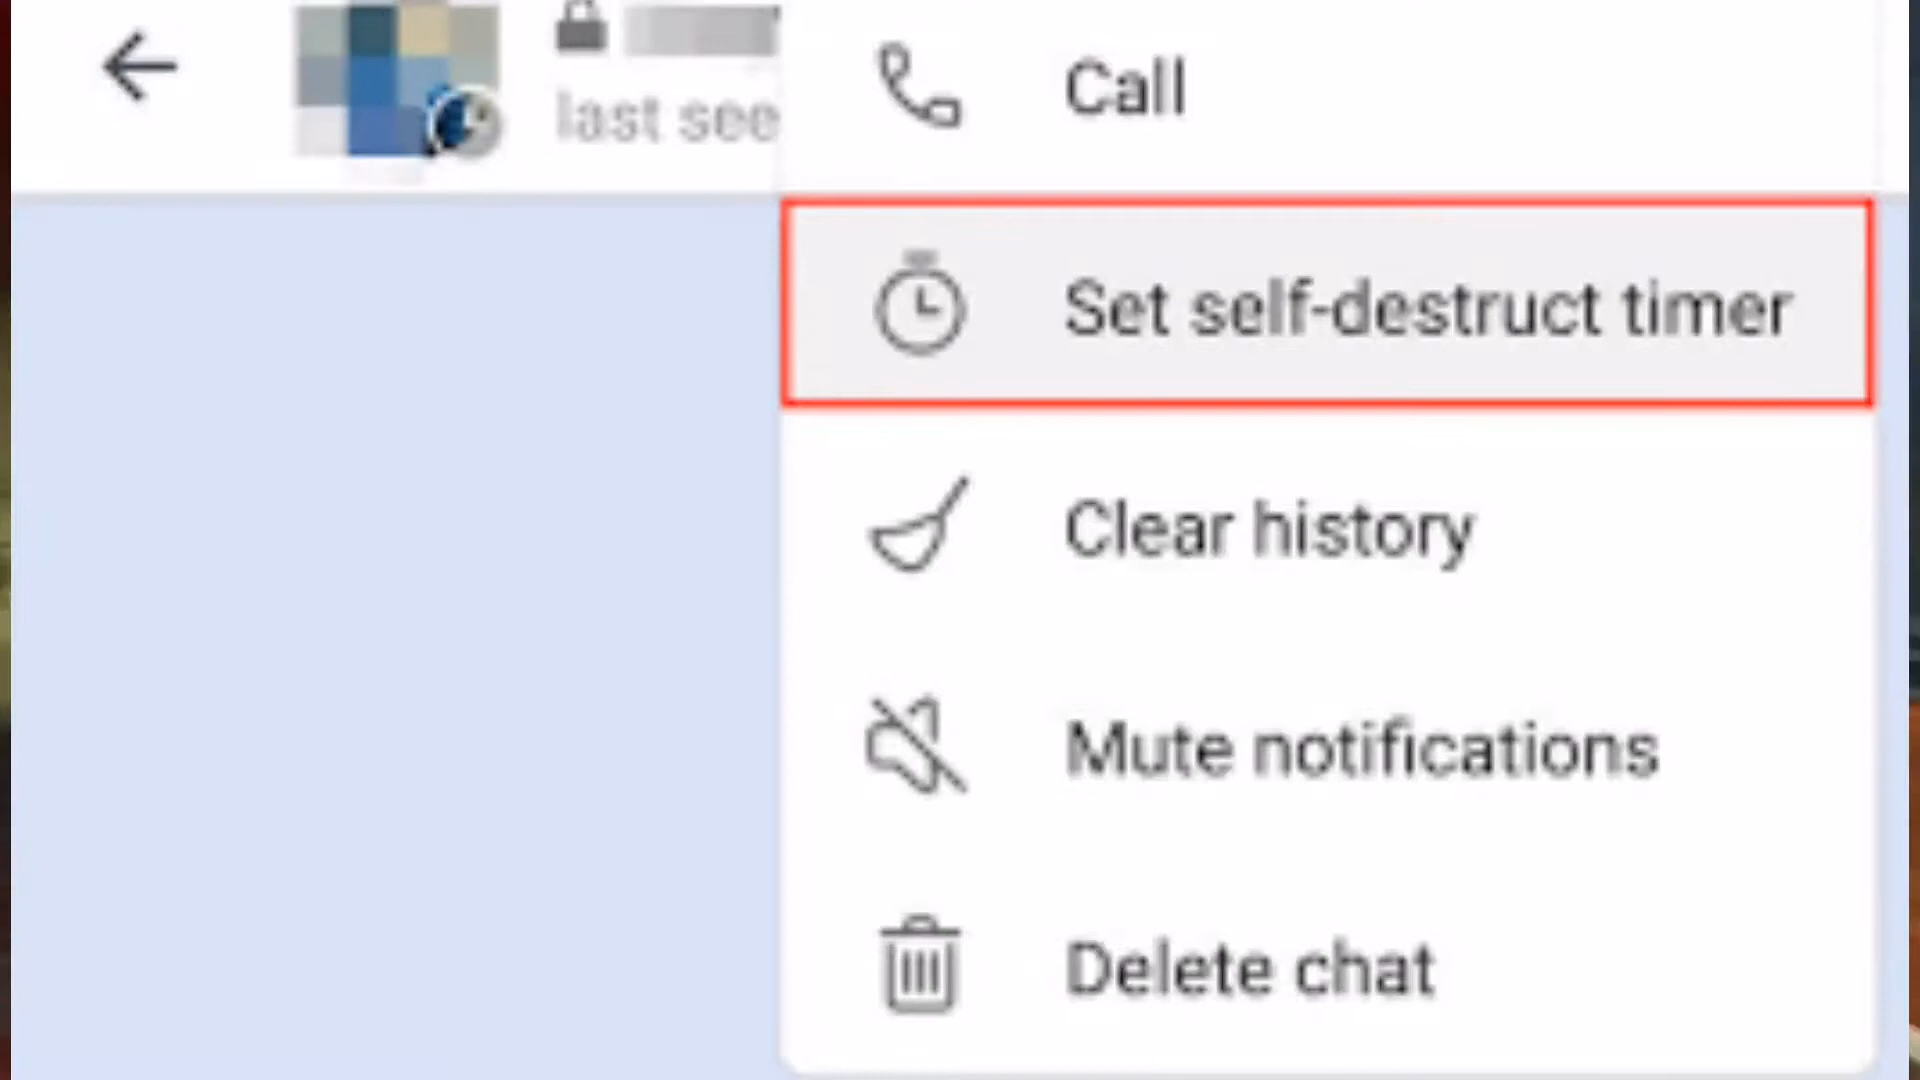 last see
Call
Set self-destruct timer
Clear history
Mute notifications
Delete chat